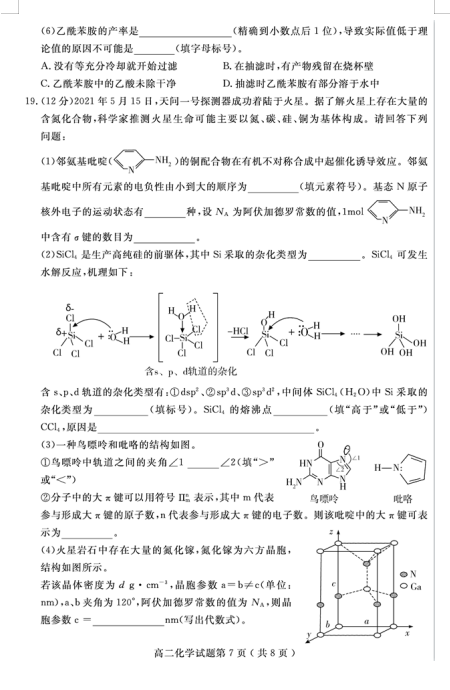 (6)乙酰苯胺的产率是________(精确到小数点后1位),导致实际值低于理
论值的原因不可能是______(填字母标号)。
A.没有等充分冷却就开始过滤 B.在抽滤时,有产物残留在烧杯壁
C.乙酰苯胺中的乙酸未除干净 D.抽滤时乙酰苯胺有部分溶于水中
19.(12分)2021年5月15日,天问一号探测器成功着陆于火星。据了解火星上存在大量的
含氮化合物,科学家推测火星生命可能主要以氮、碳、硅、铜为基体构成。请回答下列
问题:
(1)邻氨基吡啶( N NH₂ )的铜配合物在有机不对称合成中起催化诱导效应。邻氨
基吡啶中所有元素的电负性由小到大的顺序为______(填元素符号)。基态N原子
核外电子的运动状态有______种,设Nₐ为阿伏加德罗常数的值,1mol N NH₂
中含有σ键的数目为________。
(2)SiCl₄是生产高纯硅的前驱体,其中Si采取的杂化类型为______。SiCl₄可发生
水解反应,机理如下:
δ- Cl δ+ Si Cl Cl Cl + δ- O H H → H O H Cl Si Cl Cl Cl -HCl → H O Si Cl Cl Cl + O H H → ···· → OH Si OH OH OH
含s、p、d轨道的杂化
含s、p、d轨道的杂化类型有:①dsp²、②sp³d、③sp³d²,中间体SiCl₄(H₂O)中Si采取的
杂化类型为______(填标号)。SiCl₄的熔沸点______(填“高于”或“低于”)
CCl₄,原因是________________。
(3)一种鸟嘌呤和吡咯的结构如图。
①鸟嘌呤中轨道之间的夹角∠1______∠2(填“>”
或“<”)
O HN H₂N N N N H ∠1 ∠2
鸟嘌呤
H-N:
吡咯
②分子中的大π键可以用符号Πₘⁿ表示,其中m代表
参与形成大π键的原子数,n代表参与形成大π键的电子数。则该吡咯中的大π键可表
示为________。
(4)火星岩石中存在大量的氮化镓,氮化镓为六方晶胞,
结构如图所示。
若该晶体密度为d g·cm⁻³,晶胞参数a=b≠c(单位:
nm),a、b夹角为120°,阿伏加德罗常数的值为Nₐ,则晶
胞参数c=________nm(写出代数式)。
z c b a y x
N
Ga
高二化学试题第7页(共8页)